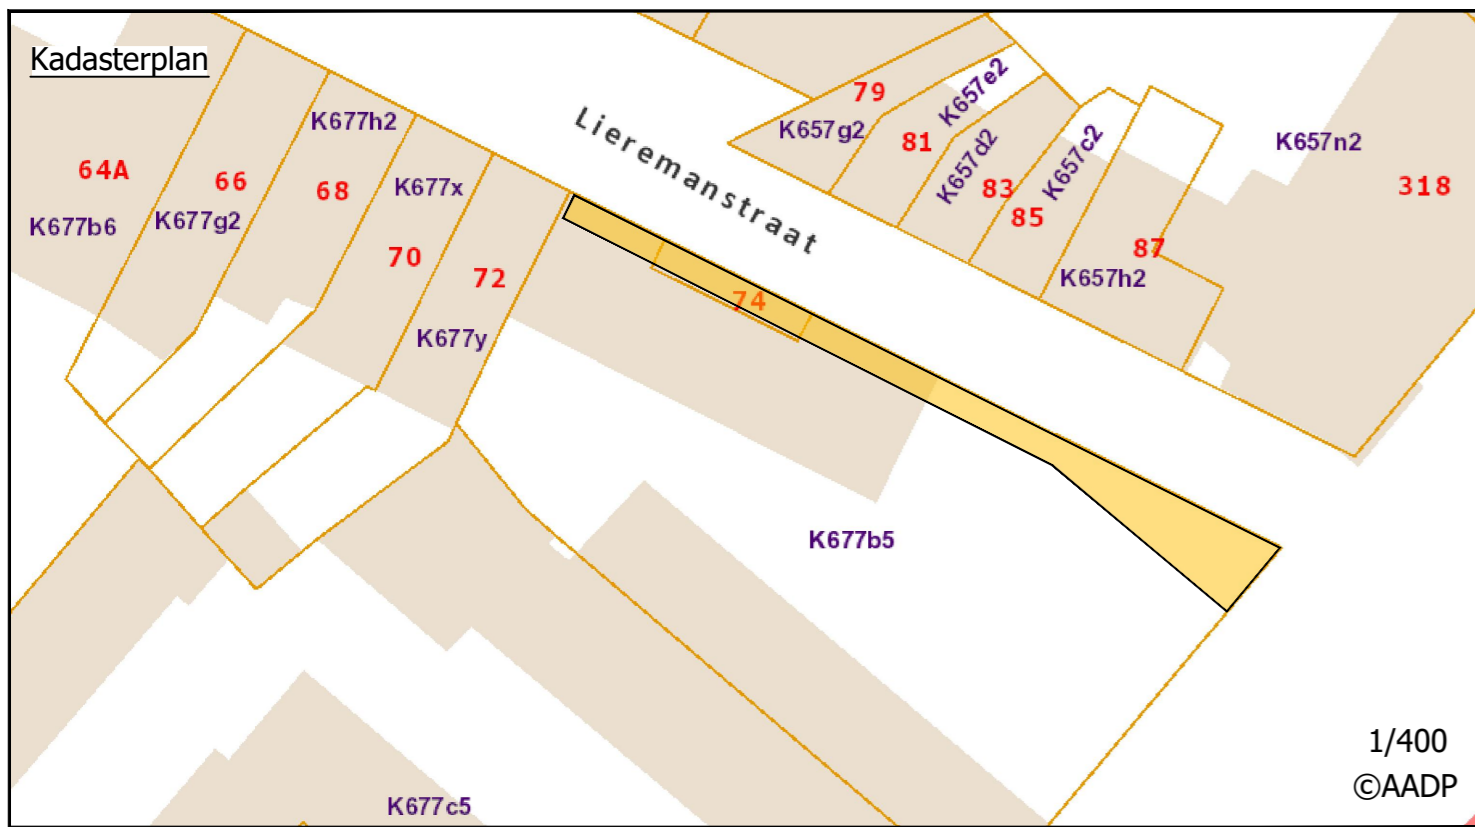 Kadasterplan
Lieremanstraat
64A
K677b6
66
K677g2
K677h2
68
K677x
70
72
K677y
74
79
K657g2
81
K657e2
K657d2
83
85
K657c2
87
K657h2
K657n2
318
K677b5
K677c5
1/400
©AADP